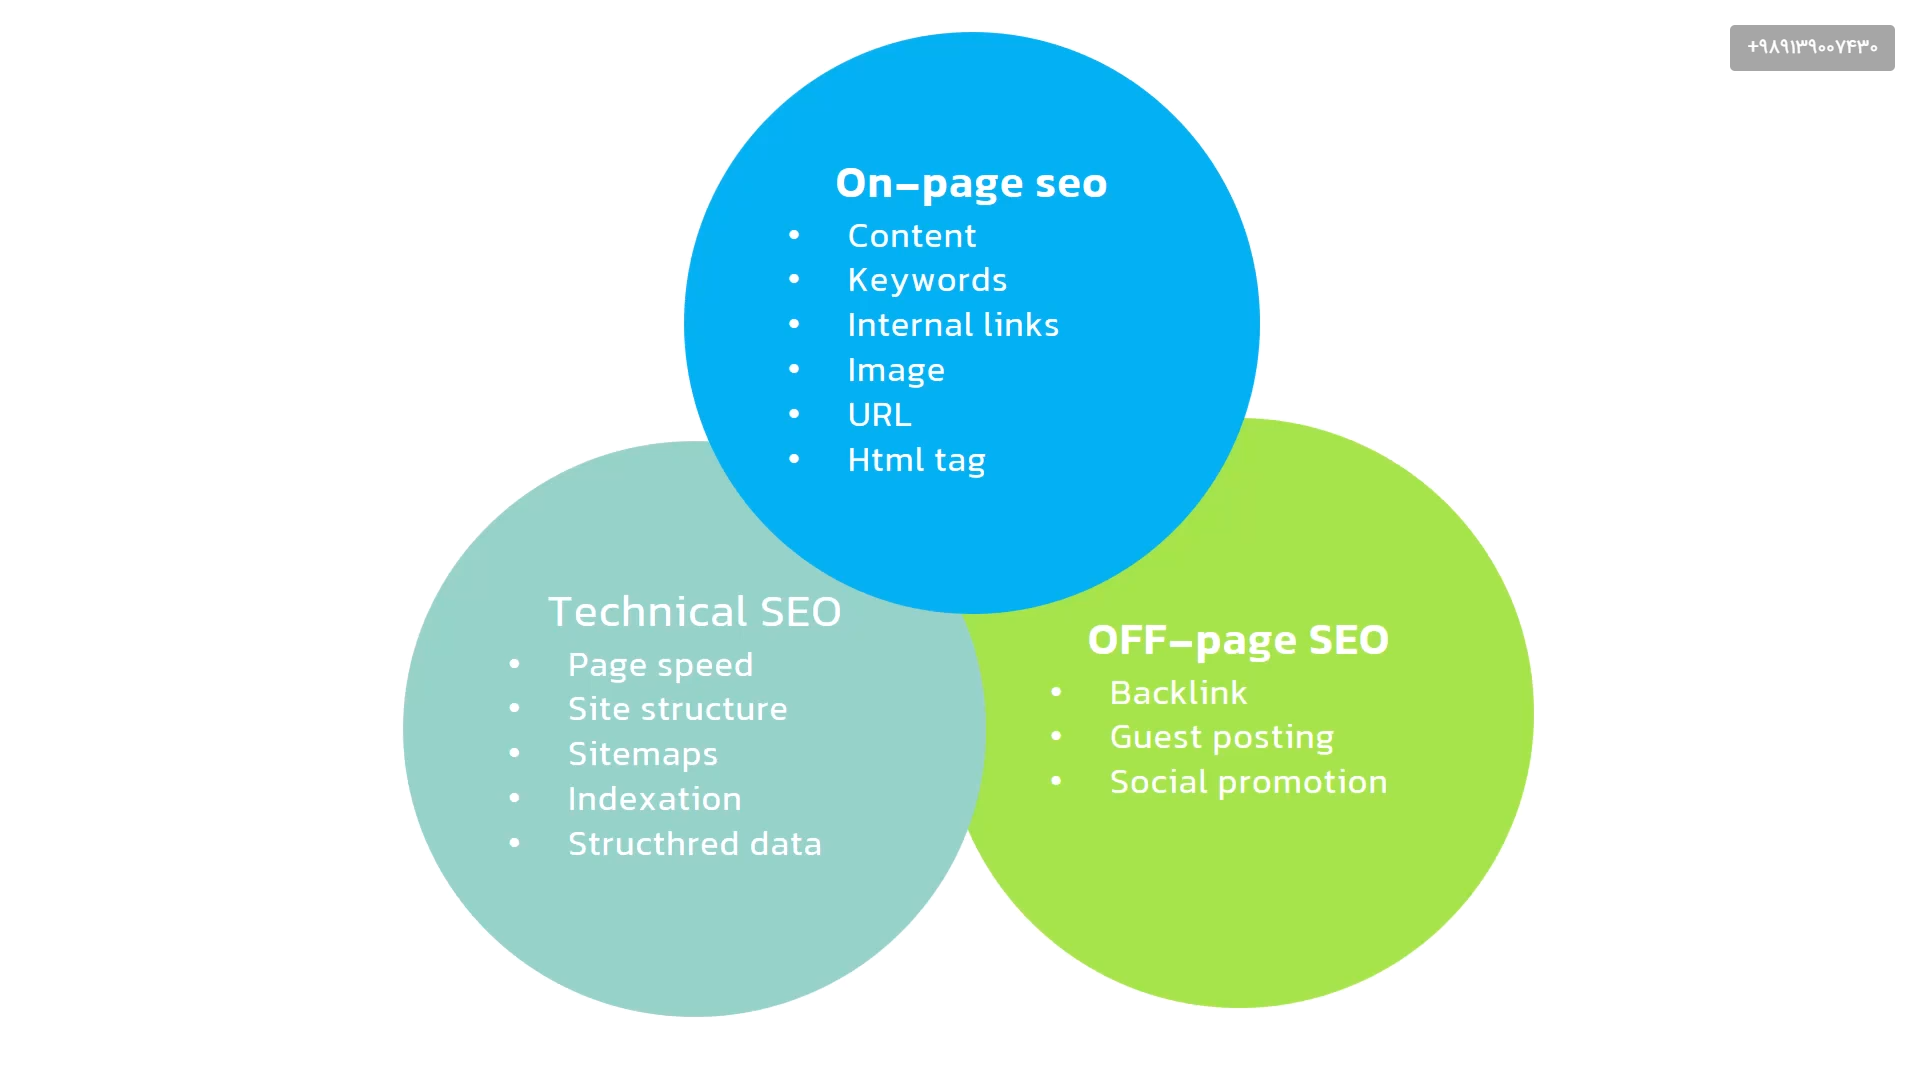 +۹۸۹۱۳۹۰۰۷۴۳۰
On-page seo
• Content
• Keywords
• Internal links
• Image
• URL
• Html tag
Technical SEO
• Page speed
• Site structure
• Sitemaps
• Indexation
• Structhred data
OFF-page SEO
• Backlink
• Guest posting
• Social promotion